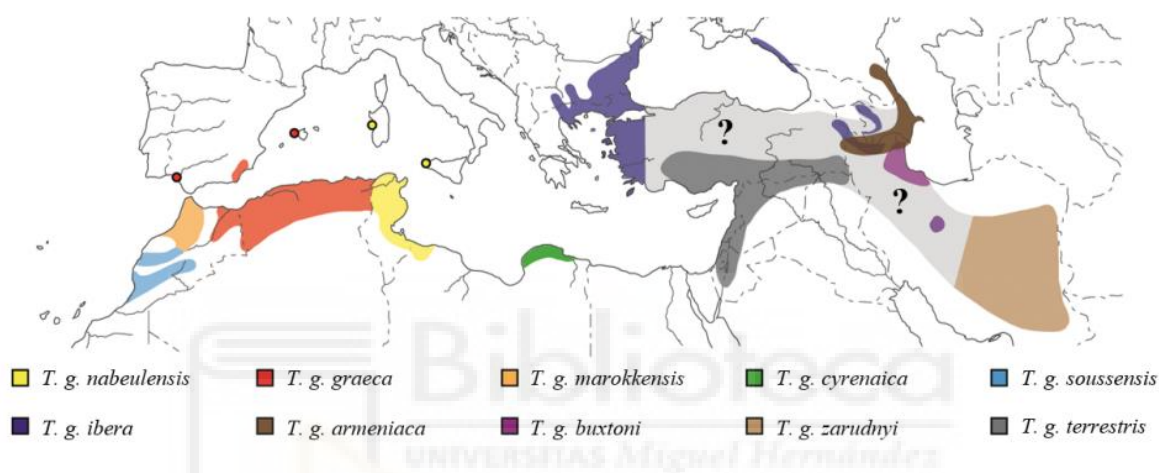 ?
?
T. g. nabeulensis T. g. graeca T. g. marokkensis T. g. cyrenaica T. g. soussensis
Biblioteca
T. g. ibera T. g. armeniaca T. g. buxtoni T. g. zarudnyi T. g. terrestris
UNIVERSITAS Miguel Hernández